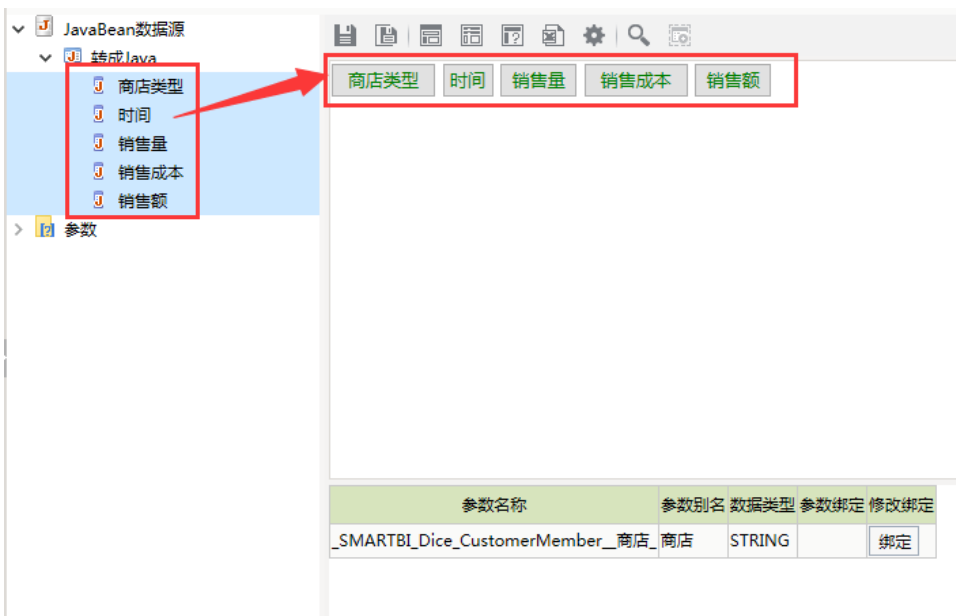 JavaBean数据源
转成Java
商店类型
时间
销售量
销售成本
销售额
参数
商店类型 时间 销售量 销售成本 销售额
参数名称 参数别名 数据类型 参数绑定 修改绑定
_SMARTBI_Dice_CustomerMember__商店_ 商店 STRING 绑定